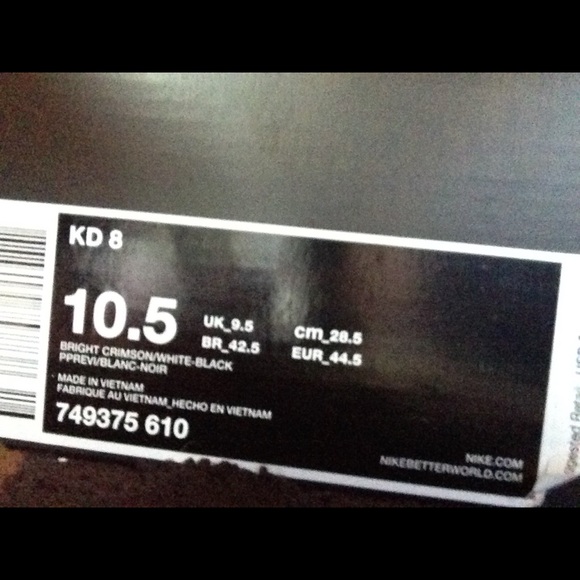 KD 8
10.5
UK_9.5 cm_28.5
BR_42.5 EUR_44.5
BRIGHT CRIMSON/WHITE-BLACK
PPREVI/BLANC-NOIR
MADE IN VIETNAM
FABRIQUE AU VIETNAM_HECHO EN VIETNAM
749375 610
NIKE.COM
NIKEBETTERWORLD.COM